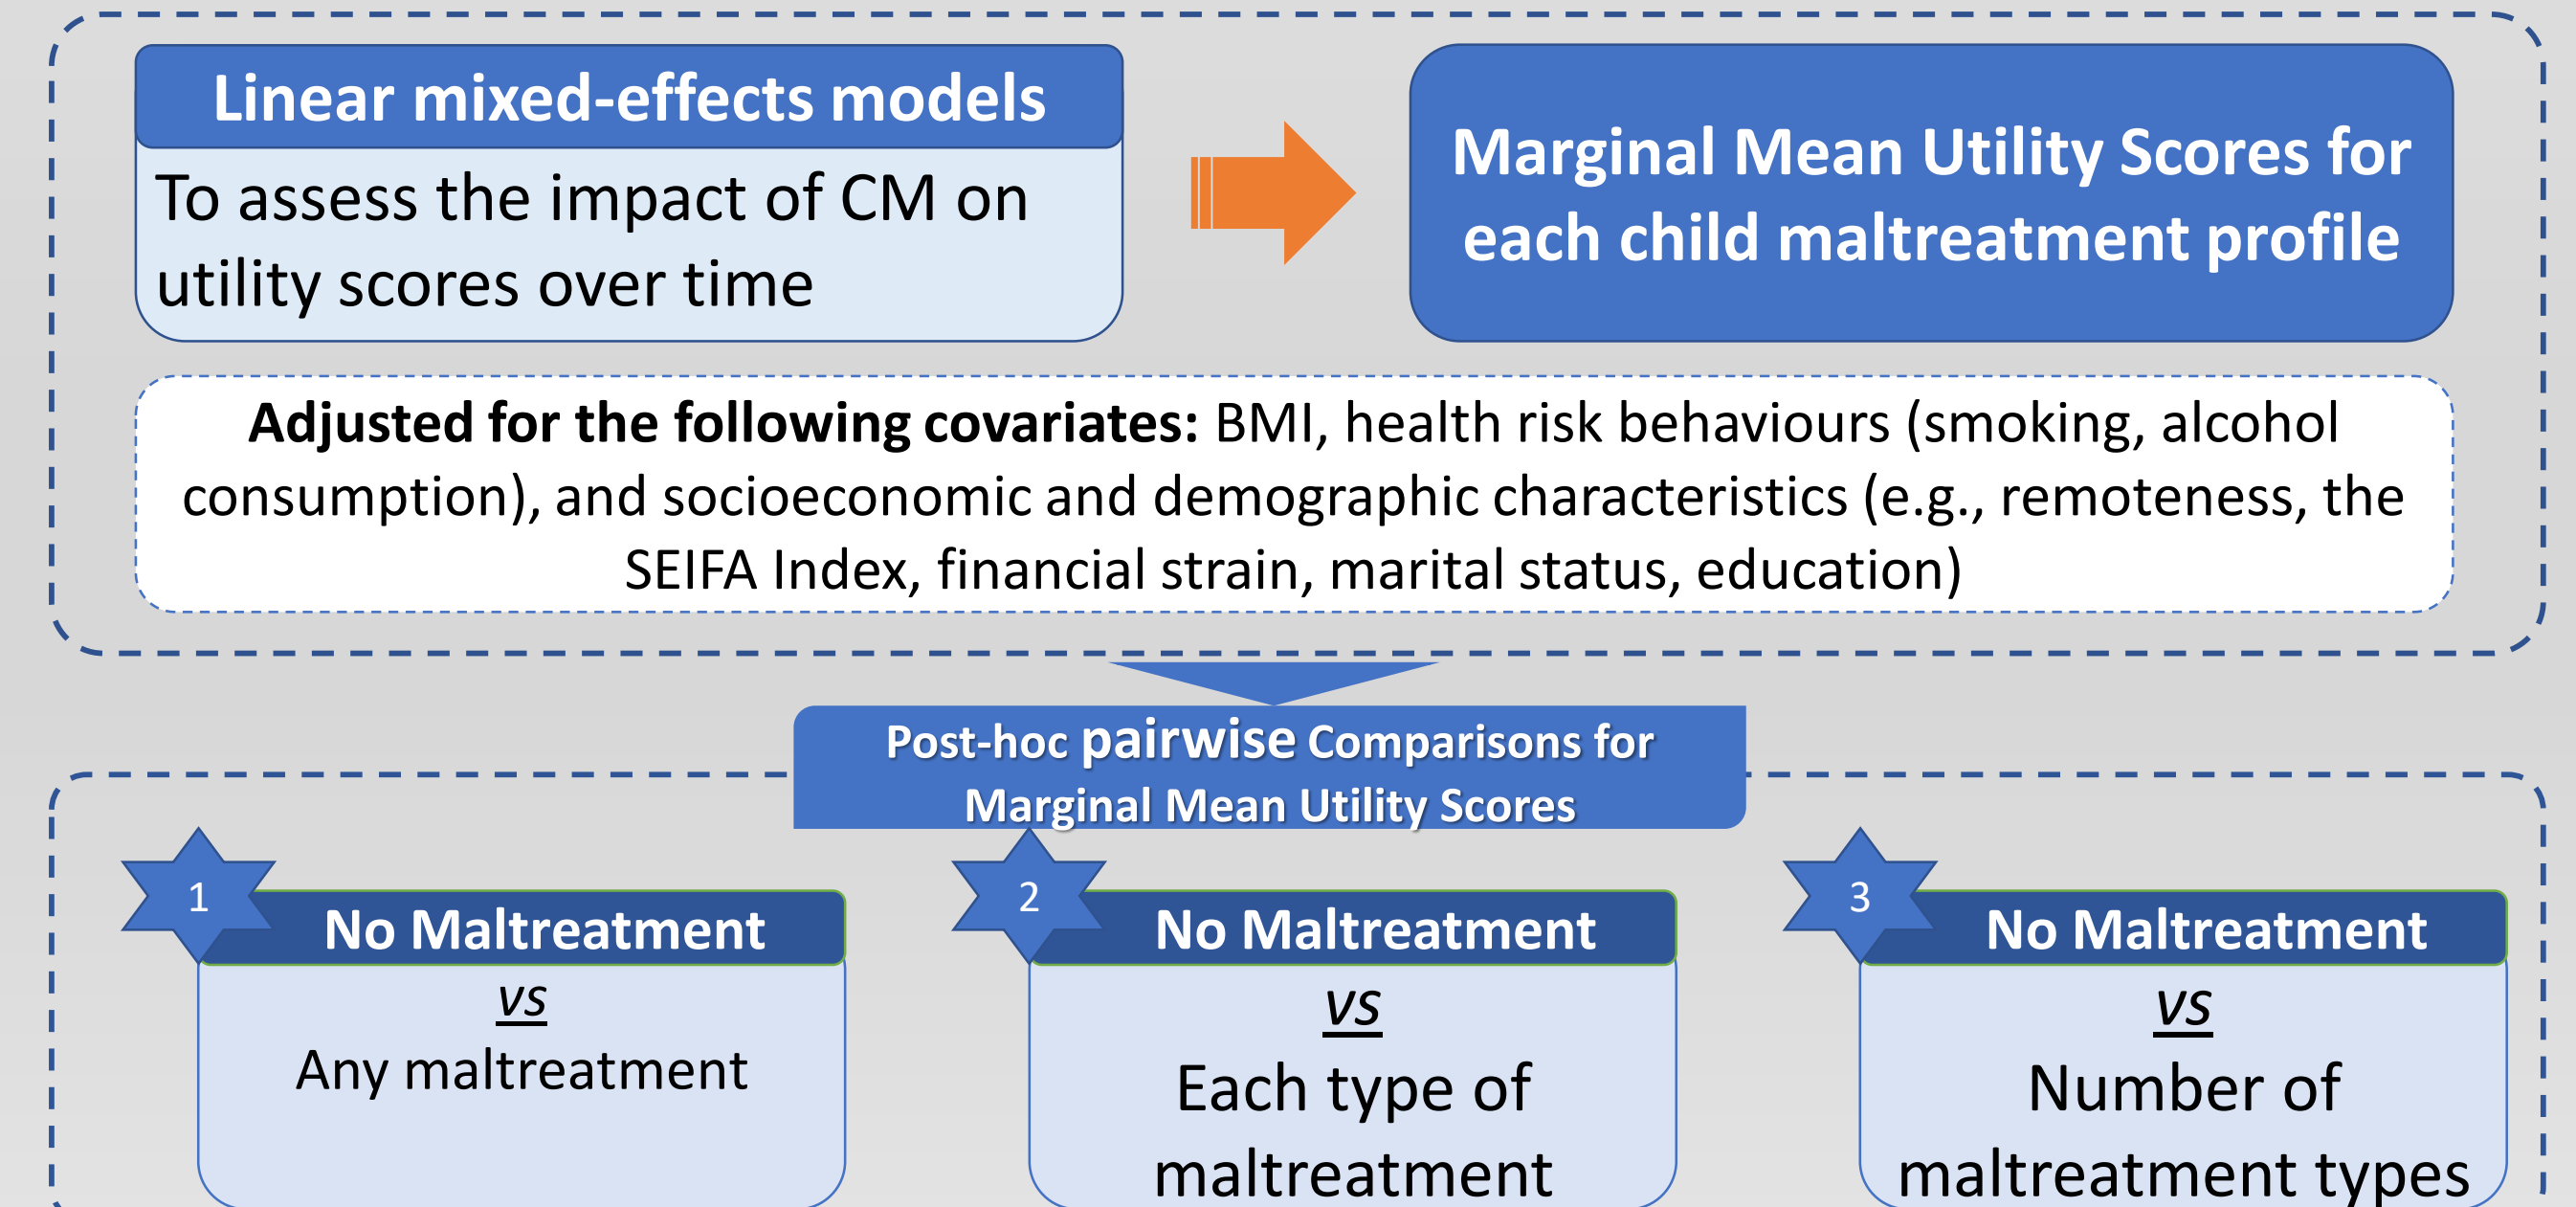 Linear mixed-effects models
To assess the impact of CM on
utility scores over time
Marginal Mean Utility Scores for
each child maltreatment profile
Adjusted for the following covariates: BMI, health risk behaviours (smoking, alcohol
consumption), and socioeconomic and demographic characteristics (e.g., remoteness, the
SEIFA Index, financial strain, marital status, education)
Post-hoc pairwise Comparisons for
Marginal Mean Utility Scores
1
No Maltreatment
vs
Any maltreatment
2
No Maltreatment
vs
Each type of
maltreatment
3
No Maltreatment
vs
Number of
maltreatment types